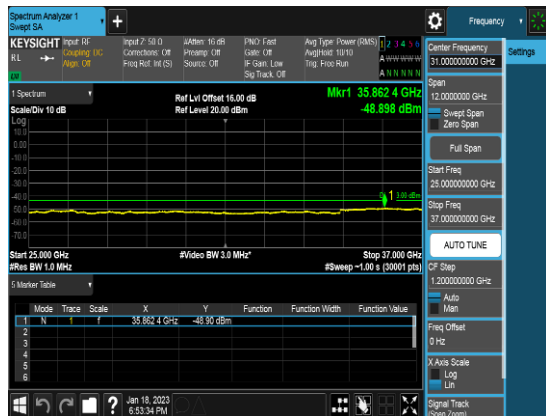 Spectrum Analyzer 1
Swept SA
Frequency
KEYSIGHT
Input: RF
Coupling: DC
Align: Off
Input Z: 50 Ω
Corrections: Off
Freq Ref: Int (S)
#Atten: 16 dB
Preamp: Off
Source: Off
PNO: Fast
Gate: Off
IF Gain: Low
Sig Track: Off
Avg Type: Power (RMS)
Avg|Hold: 10/10
Trig: Free Run
1 2 3 4 5 6
A W W W W W
A N N N N N
RL
LV
Settings
Center Frequency
31.000000000 GHz
Span
12.0000000 GHz
Swept Span
Zero Span
Full Span
Start Freq
25.000000000 GHz
Stop Freq
37.000000000 GHz
AUTO TUNE
CF Step
1.200000000 GHz
Auto
Man
Freq Offset
0 Hz
X Axis Scale
Log
Lin
Signal Track
(Span Zoom)
1 Spectrum
Scale/Div 10 dB
Ref Lvl Offset 16.00 dB
Ref Level 20.00 dBm
Mkr1 35.862 4 GHz
-48.898 dBm
Log
10.0
0.00
-10.0
-20.0
-30.0
-40.0
-50.0
-60.0
-70.0
1
Start 25.000 GHz
#Video BW 3.0 MHz*
Stop 37.000 GHz
#Res BW 1.0 MHz
#Sweep ~1.00 s (30001 pts)
5 Marker Table
Mode Trace Scale X Y Function Function Width Function Value
1 N 1 f 35.862 4 GHz -48.90 dBm
2
3
4
5
6
Jan 18, 2023
6:53:34 PM